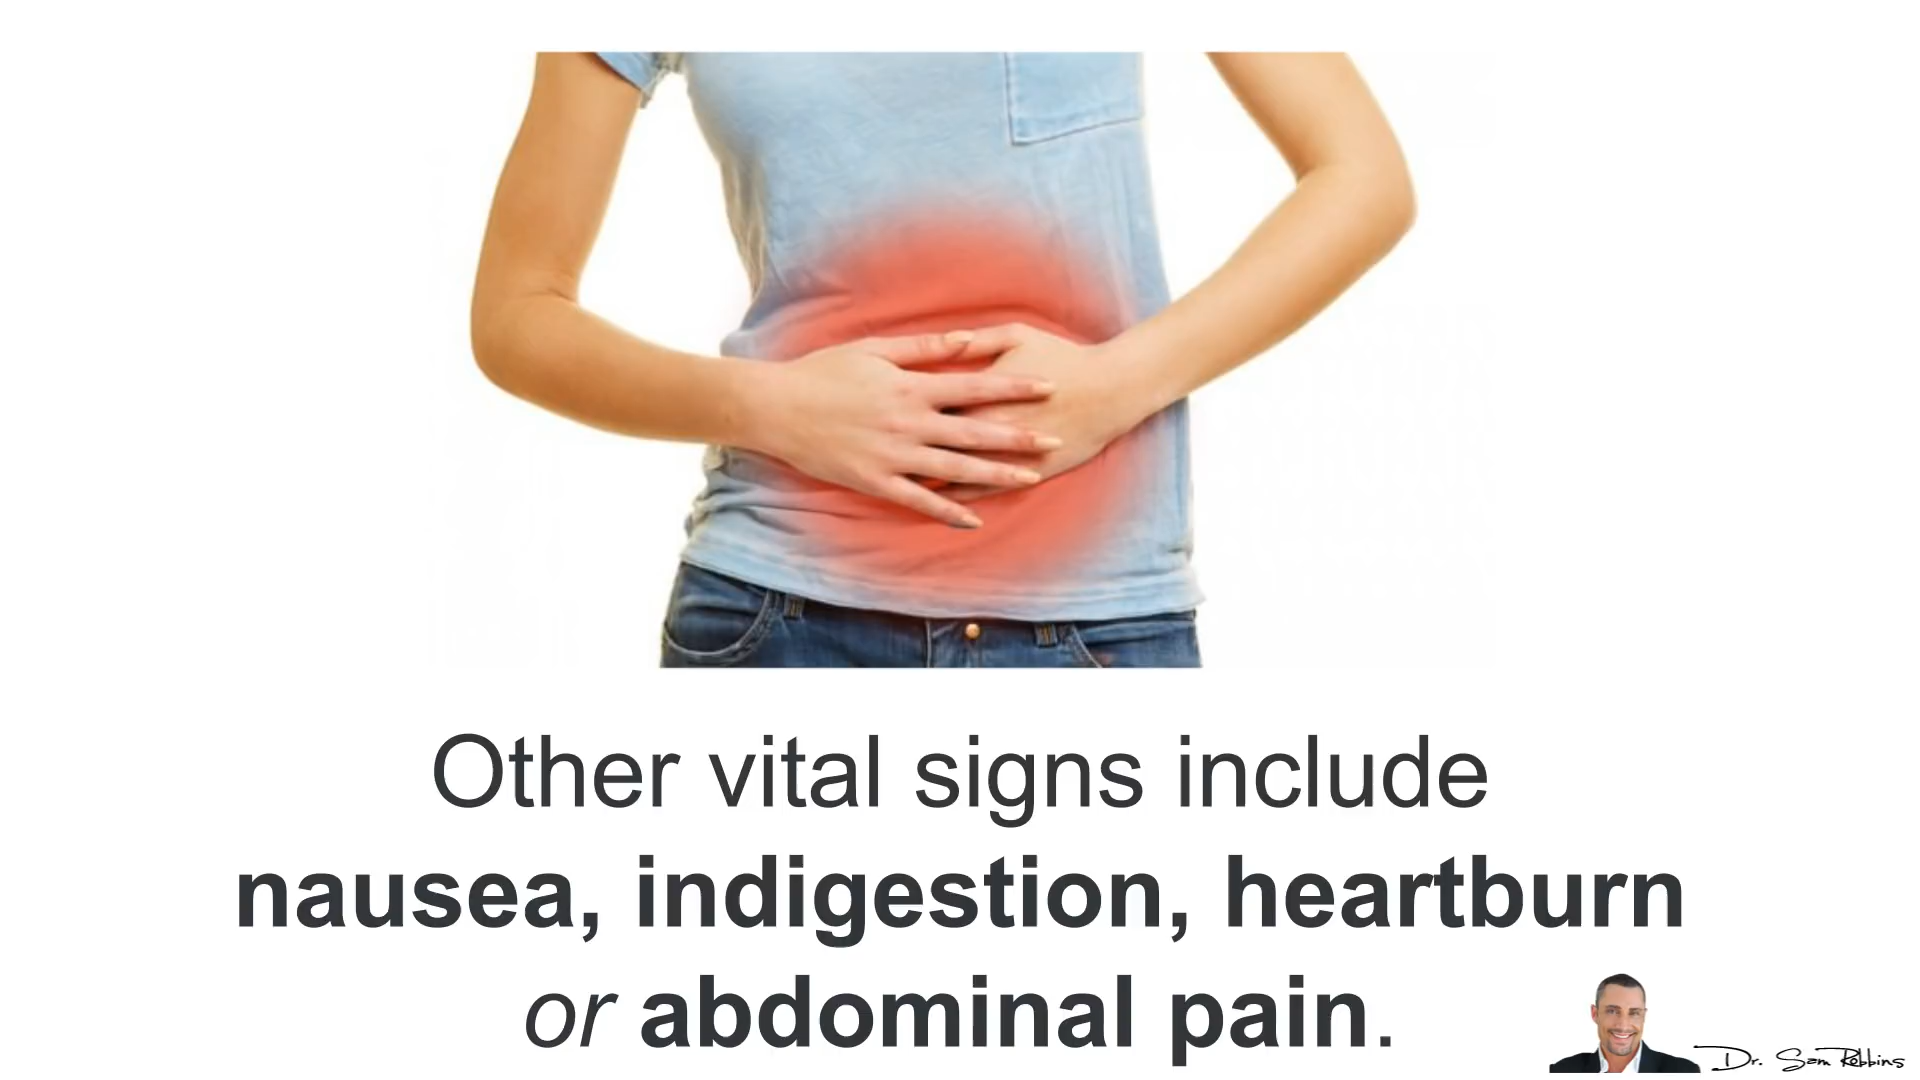 Other vital signs include
nausea, indigestion, heartburn
or abdominal pain.
Dr. Sam Robbins